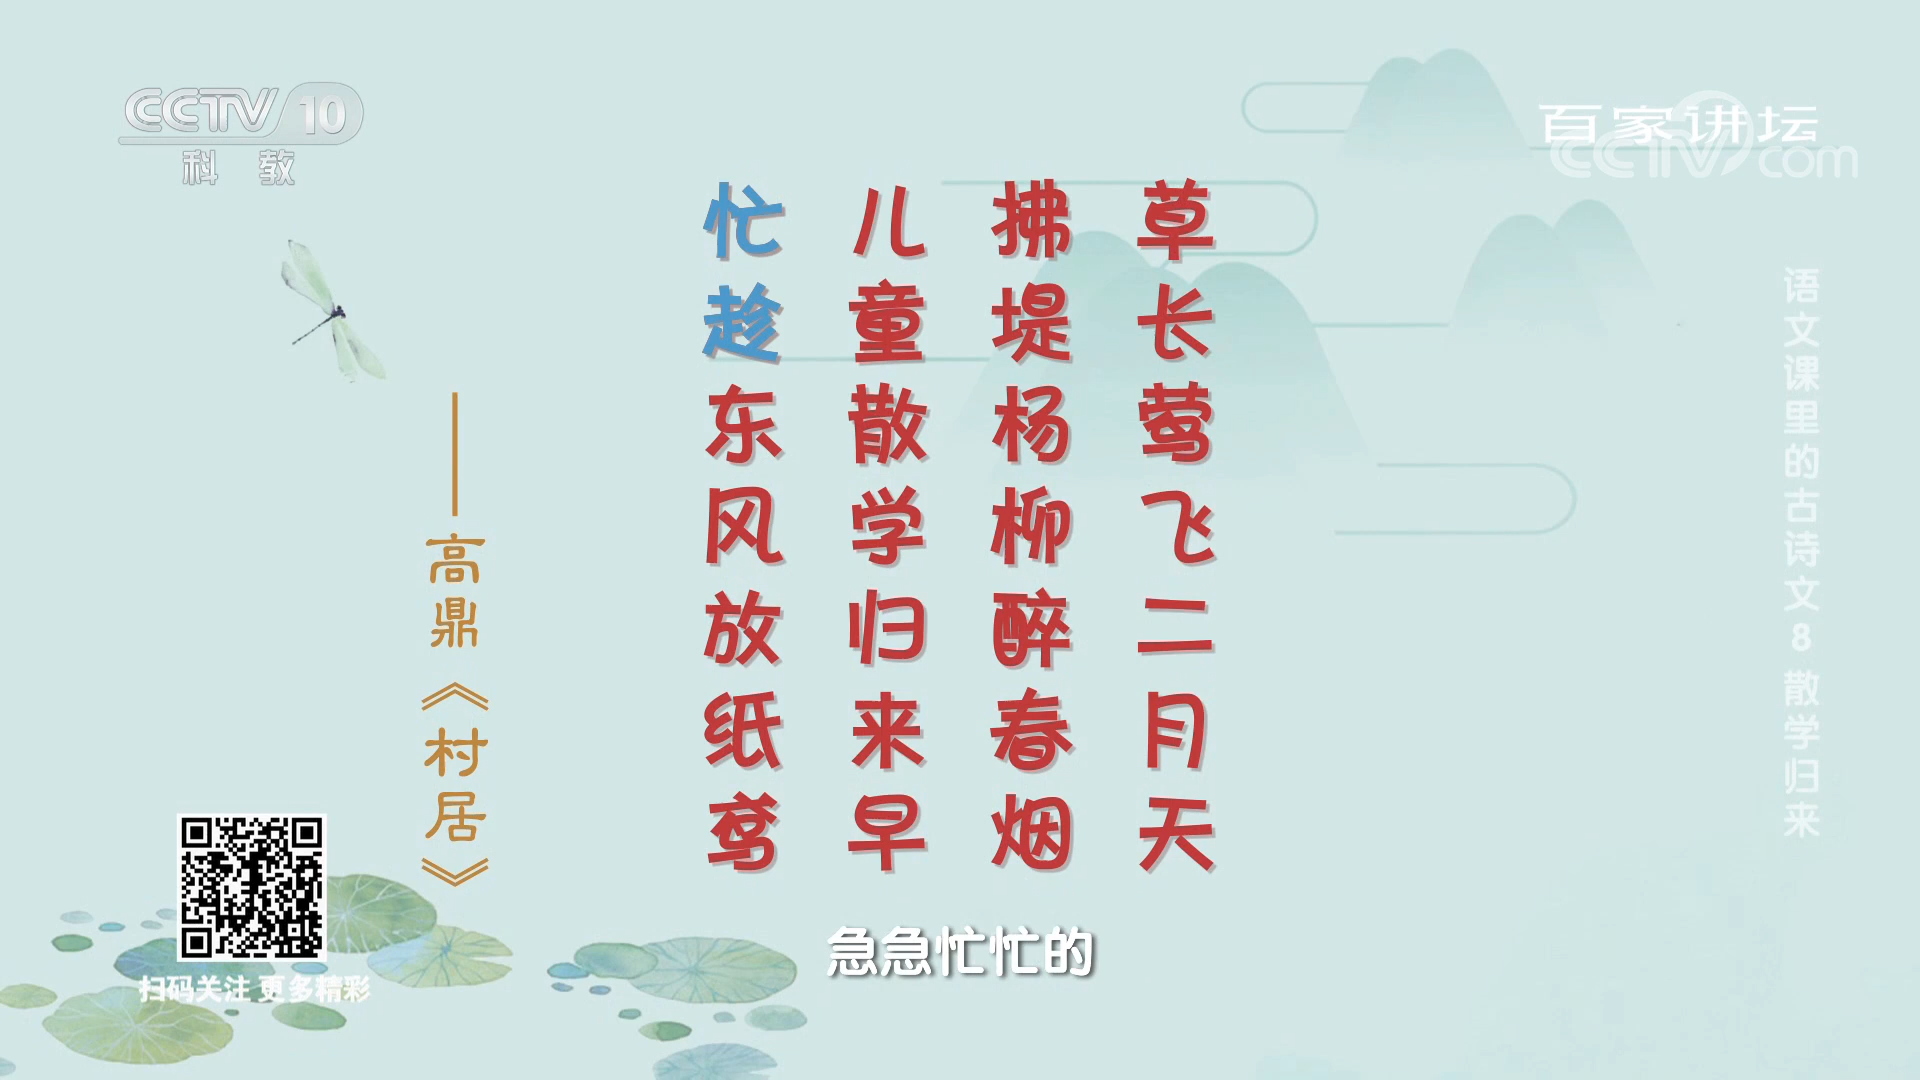 CCTV 10
科 教
百家讲坛
CCTV.com
草长莺飞二月天
拂堤杨柳醉春烟
儿童散学归来早
忙趁东风放纸鸢
——高鼎《村居》
语文课里的古诗文8 散学归来
急急忙忙的
扫码关注 更多精彩